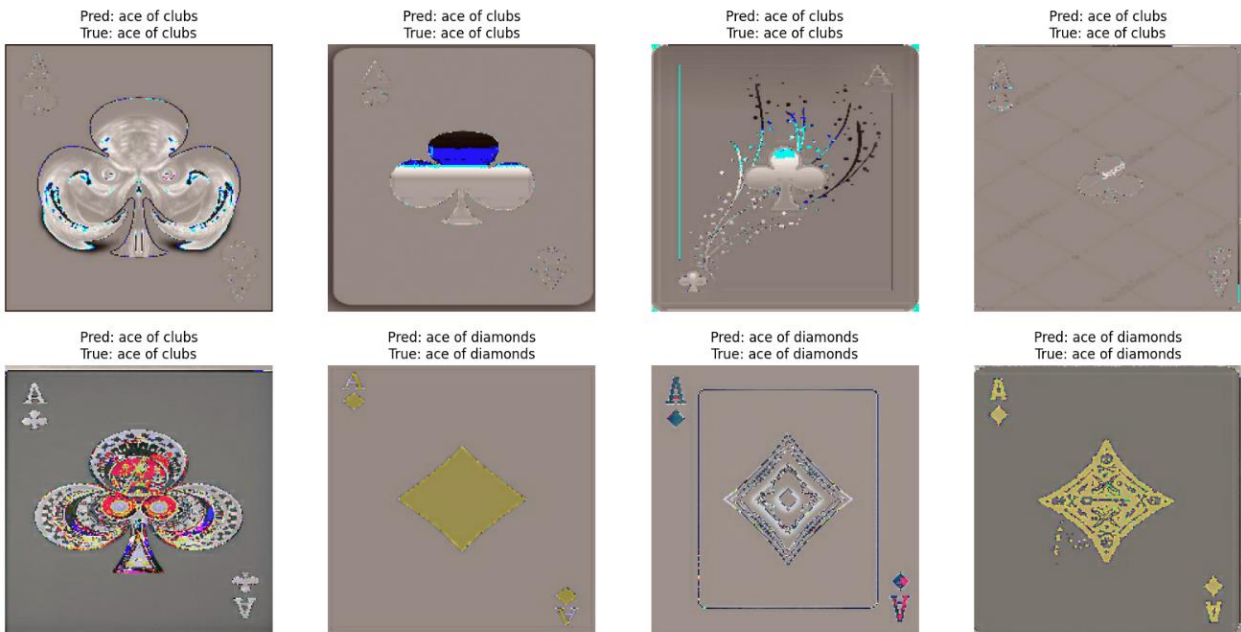 Pred: ace of clubs
True: ace of clubs
Pred: ace of clubs
True: ace of clubs
Pred: ace of clubs
True: ace of clubs
Pred: ace of clubs
True: ace of clubs
A
A
A
A
Pred: ace of clubs
True: ace of clubs
Pred: ace of diamonds
True: ace of diamonds
Pred: ace of diamonds
True: ace of diamonds
Pred: ace of diamonds
True: ace of diamonds
A
A
A
A
A
A
A
A